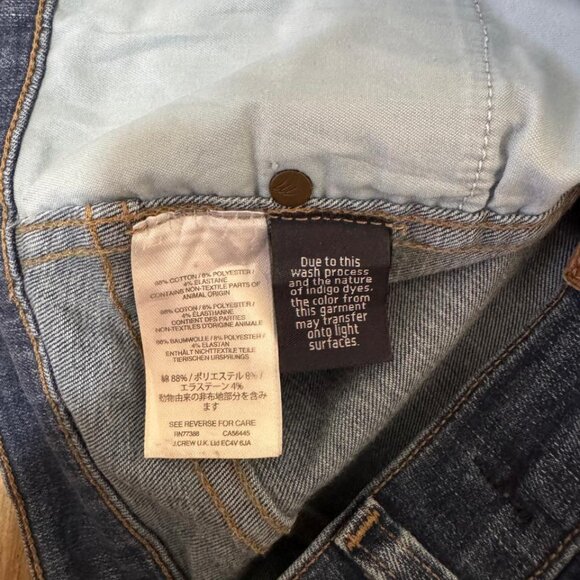 88% COTTON / 8% POLYESTER /
4% ELASTANE
CONTAINS NON-TEXTILE PARTS OF
ANIMAL ORIGIN
88% COTON / 8% POLYESTER /
4% ELASTHANNE
CONTIENT DES PARTIES
NON-TEXTILES D'ORIGINE ANIMALE
88% BAUMWOLLE / 8% POLYESTER /
4% ELASTAN
ENTHÄLT NICHTTEXTILE TEILE
TIERISCHEN URSPRUNGS
綿 88% / ポリエステル 8% /
エラステーン 4%
動物由来の非布地部分を含み
ます
SEE REVERSE FOR CARE
RN77388 CA56445
J.CREW U.K. Ltd EC4V 6JA
Due to this
wash process
and the nature
of indigo dyes,
the color from
this garment
may transfer
onto light
surfaces.